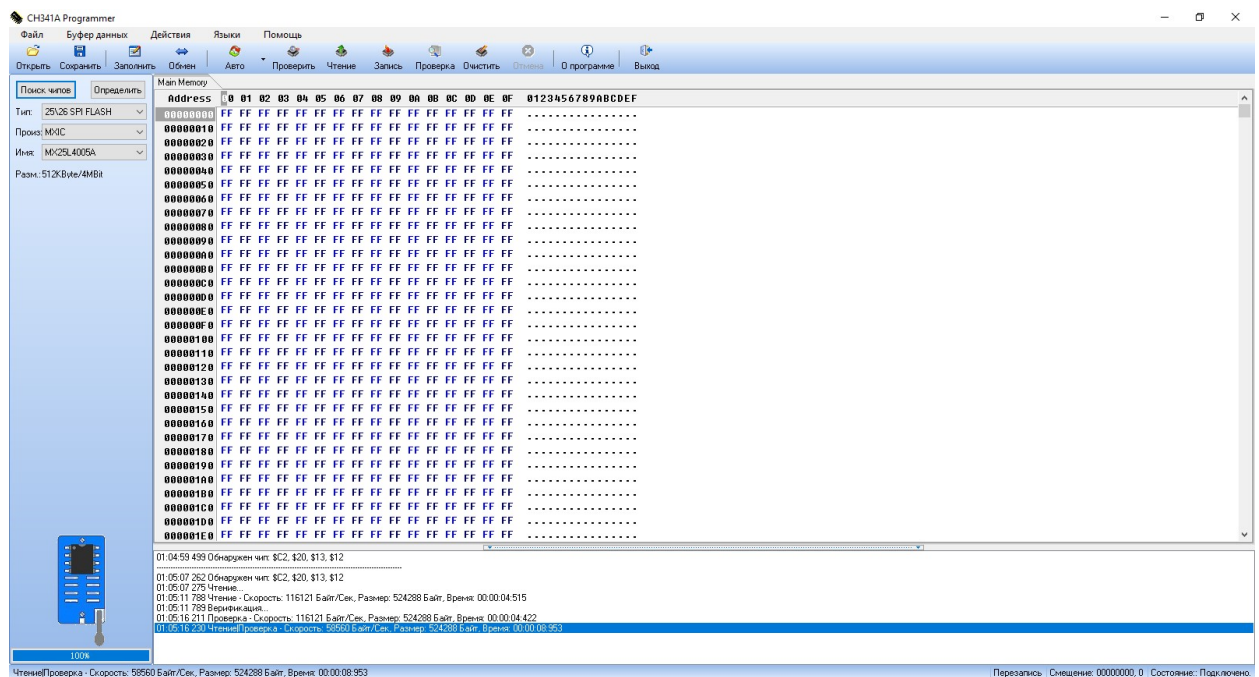 CH341A Programmer
Файл Буфер данных Действия Языки Помощь
Открыть Сохранить Заполнить Обмен Авто Проверить Чтение Запись Проверка Очистить Отмена О программе Выход
Поиск чипов Определить
Тип: 25\26 SPI FLASH
Произ: MXIC
Имя: MX25L4005A
Разм.: 512KByte/4MBit
Main Memory
Address 0 01 02 03 04 05 06 07 08 09 0A 0B 0C 0D 0E 0F 0123456789ABCDEF
00000000 FF FF FF FF FF FF FF FF FF FF FF FF FF FF FF FF ................
00000010 FF FF FF FF FF FF FF FF FF FF FF FF FF FF FF FF ................
00000020 FF FF FF FF FF FF FF FF FF FF FF FF FF FF FF FF ................
00000030 FF FF FF FF FF FF FF FF FF FF FF FF FF FF FF FF ................
00000040 FF FF FF FF FF FF FF FF FF FF FF FF FF FF FF FF ................
00000050 FF FF FF FF FF FF FF FF FF FF FF FF FF FF FF FF ................
00000060 FF FF FF FF FF FF FF FF FF FF FF FF FF FF FF FF ................
00000070 FF FF FF FF FF FF FF FF FF FF FF FF FF FF FF FF ................
00000080 FF FF FF FF FF FF FF FF FF FF FF FF FF FF FF FF ................
00000090 FF FF FF FF FF FF FF FF FF FF FF FF FF FF FF FF ................
000000A0 FF FF FF FF FF FF FF FF FF FF FF FF FF FF FF FF ................
000000B0 FF FF FF FF FF FF FF FF FF FF FF FF FF FF FF FF ................
000000C0 FF FF FF FF FF FF FF FF FF FF FF FF FF FF FF FF ................
000000D0 FF FF FF FF FF FF FF FF FF FF FF FF FF FF FF FF ................
000000E0 FF FF FF FF FF FF FF FF FF FF FF FF FF FF FF FF ................
000000F0 FF FF FF FF FF FF FF FF FF FF FF FF FF FF FF FF ................
00000100 FF FF FF FF FF FF FF FF FF FF FF FF FF FF FF FF ................
00000110 FF FF FF FF FF FF FF FF FF FF FF FF FF FF FF FF ................
00000120 FF FF FF FF FF FF FF FF FF FF FF FF FF FF FF FF ................
00000130 FF FF FF FF FF FF FF FF FF FF FF FF FF FF FF FF ................
00000140 FF FF FF FF FF FF FF FF FF FF FF FF FF FF FF FF ................
00000150 FF FF FF FF FF FF FF FF FF FF FF FF FF FF FF FF ................
00000160 FF FF FF FF FF FF FF FF FF FF FF FF FF FF FF FF ................
00000170 FF FF FF FF FF FF FF FF FF FF FF FF FF FF FF FF ................
00000180 FF FF FF FF FF FF FF FF FF FF FF FF FF FF FF FF ................
00000190 FF FF FF FF FF FF FF FF FF FF FF FF FF FF FF FF ................
000001A0 FF FF FF FF FF FF FF FF FF FF FF FF FF FF FF FF ................
000001B0 FF FF FF FF FF FF FF FF FF FF FF FF FF FF FF FF ................
000001C0 FF FF FF FF FF FF FF FF FF FF FF FF FF FF FF FF ................
000001D0 FF FF FF FF FF FF FF FF FF FF FF FF FF FF FF FF ................
000001E0 FF FF FF FF FF FF FF FF FF FF FF FF FF FF FF FF ................
01:04:59 499 Обнаружен чип: $C2, $20, $13, $12
01:05:07 262 Обнаружен чип: $C2, $20, $13, $12
01:05:07 275 Чтение...
01:05:11 788 Чтение - Скорость: 116121 Байт/Сек, Размер: 524288 Байт, Время: 00:00:04:515
01:05:11 789 Верификация...
01:05:16 211 Проверка - Скорость: 116121 Байт/Сек, Размер: 524288 Байт, Время: 00:00:04:422
01:05:16 230 Чтение|Проверка - Скорость: 58560 Байт/Сек, Размер: 524288 Байт, Время: 00:00:08:953
100%
Чтение|Проверка - Скорость: 58560 Байт/Сек, Размер: 524288 Байт, Время: 00:00:08:953 Перезапись Смещение: 00000000, 0 Состояние:: Подключено.